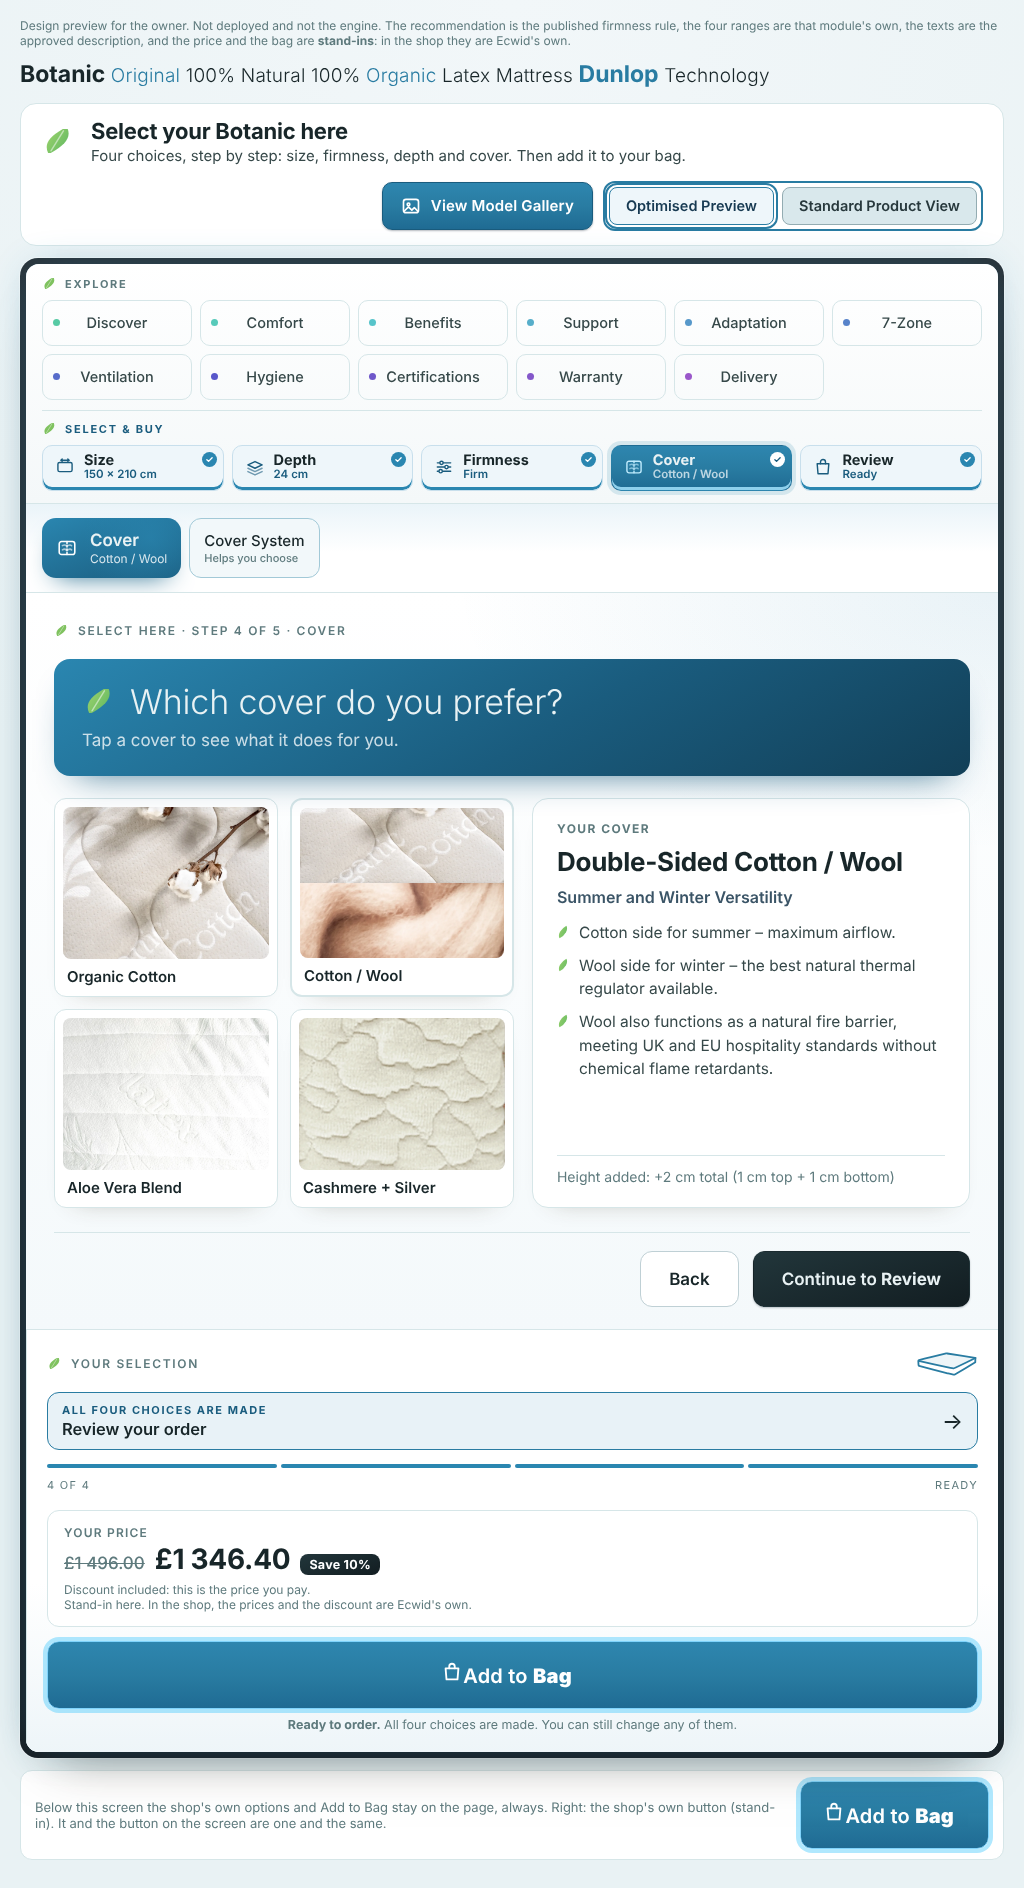 Design preview for the owner. Not deployed and not the engine. The recommendation is the published firmness rule, the four ranges are that module's own, the texts are the
approved description, and the price and the bag are stand-ins: in the shop they are Ecwid's own.
Botanic Original 100% Natural 100% Organic Latex Mattress Dunlop Technology
Select your Botanic here
Four choices, step by step: size, firmness, depth and cover. Then add it to your bag.
View Model Gallery
Optimised Preview
Standard Product View
EXPLORE
Discover
Comfort
Benefits
Support
Adaptation
7-Zone
Ventilation
Hygiene
Certifications
Warranty
Delivery
SELECT & BUY
Size
150 × 210 cm
Depth
24 cm
Firmness
Firm
Cover
Cotton / Wool
Review
Ready
Cover
Cotton / Wool
Cover System
Helps you choose
SELECT HERE · STEP 4 OF 5 · COVER
Which cover do you prefer?
Tap a cover to see what it does for you.
Organic Cotton
Cotton / Wool
Aloe Vera Blend
Cashmere + Silver
YOUR COVER
Double-Sided Cotton / Wool
Summer and Winter Versatility
Cotton side for summer – maximum airflow.
Wool side for winter – the best natural thermal
regulator available.
Wool also functions as a natural fire barrier,
meeting UK and EU hospitality standards without
chemical flame retardants.
Height added: +2 cm total (1 cm top + 1 cm bottom)
Back
Continue to Review
YOUR SELECTION
ALL FOUR CHOICES ARE MADE
Review your order
4 OF 4
READY
YOUR PRICE
£1 496.00 £1 346.40 Save 10%
Discount included: this is the price you pay.
Stand-in here. In the shop, the prices and the discount are Ecwid's own.
Add to Bag
Ready to order. All four choices are made. You can still change any of them.
Below this screen the shop's own options and Add to Bag stay on the page, always. Right: the shop's own button (stand-
in). It and the button on the screen are one and the same.
Add to Bag